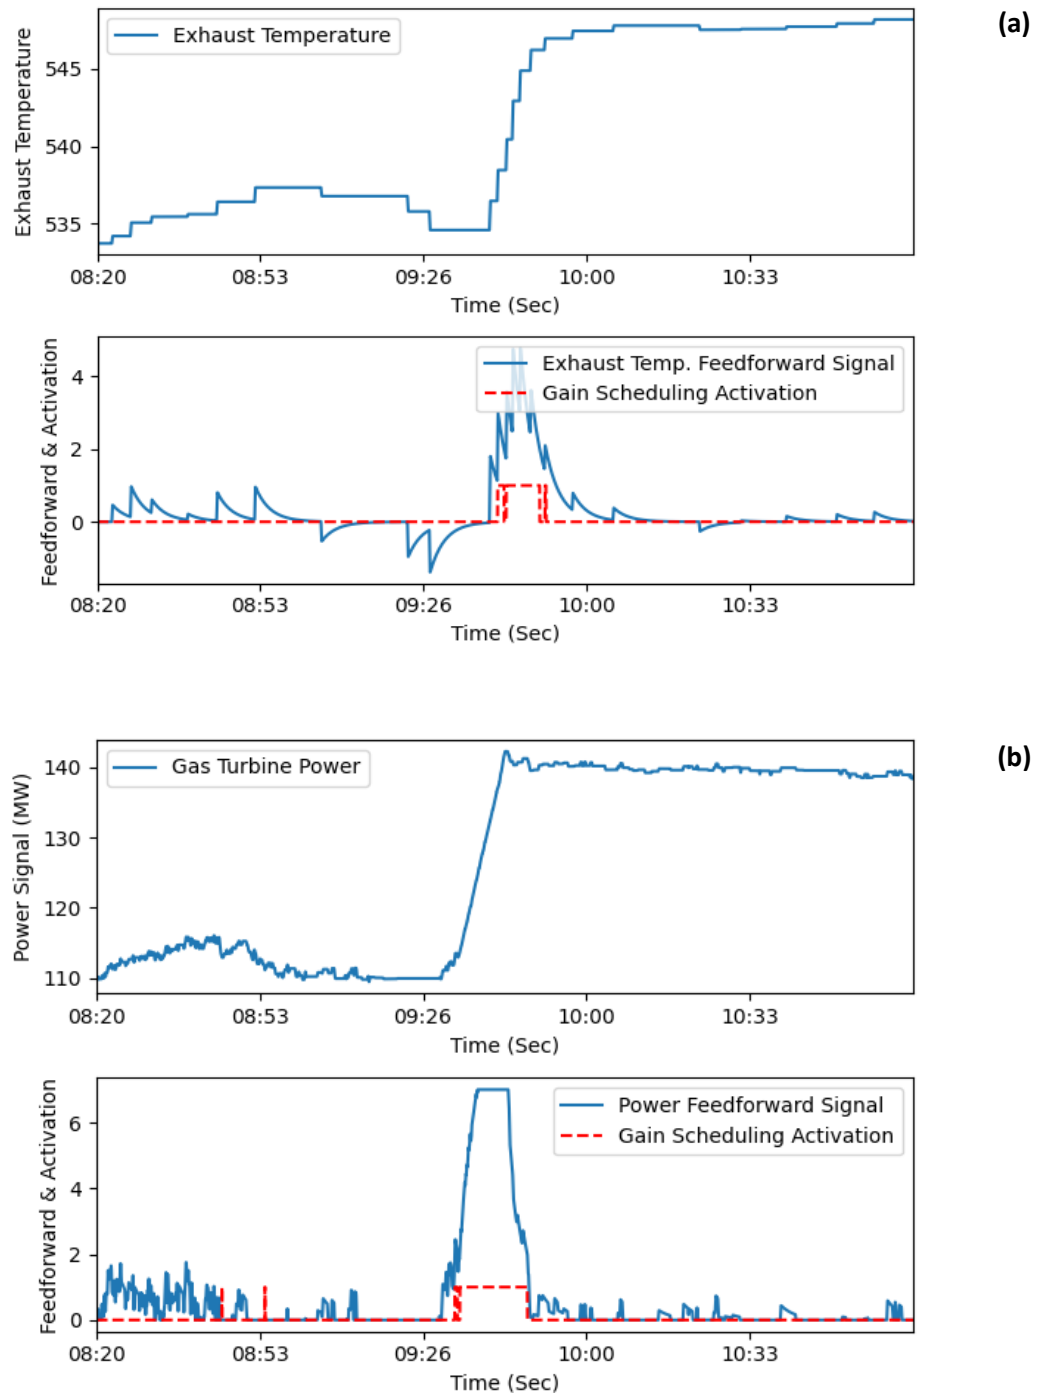 (a)
Exhaust Temperature
Exhaust Temperature
545
540
535
08:20 08:53 09:26 10:00 10:33
Time (Sec)
Exhaust Temp. Feedforward Signal
Gain Scheduling Activation
Feedforward & Activation
4
2
0
08:20 08:53 09:26 10:00 10:33
Time (Sec)
(b)
Gas Turbine Power
Power Signal (MW)
140
130
120
110
08:20 08:53 09:26 10:00 10:33
Time (Sec)
Power Feedforward Signal
Gain Scheduling Activation
Feedforward & Activation
6
4
2
0
08:20 08:53 09:26 10:00 10:33
Time (Sec)